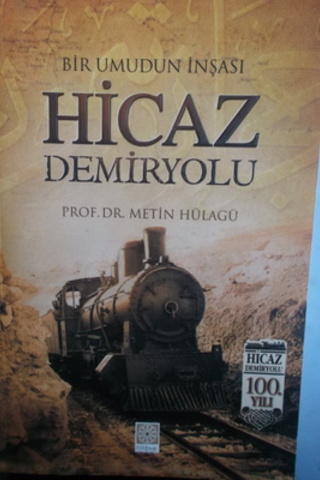 BİR UMUDUN İNŞASI
HİCAZ
DEMİRYOLU
PROF. DR. METİN HÜLAGÜ
HİCAZ
DEMİRYOLU
100.
YILI